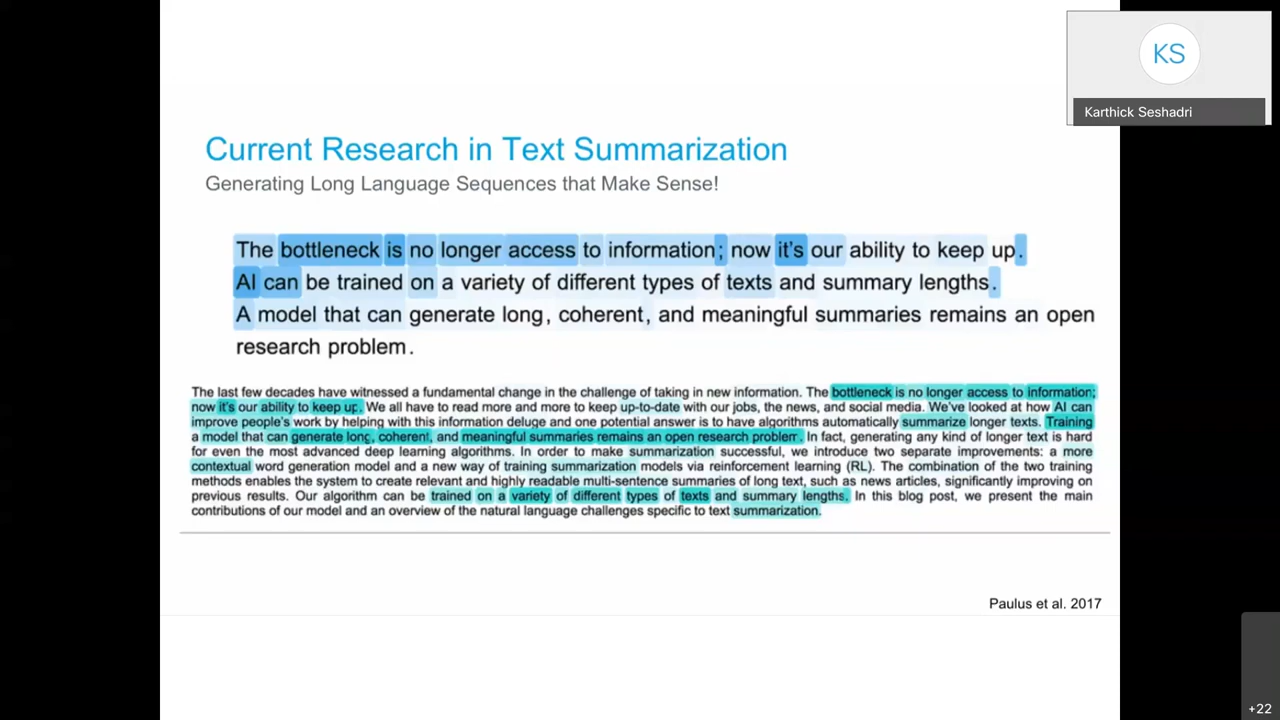 KS
Karthick Seshadri
Current Research in Text Summarization
Generating Long Language Sequences that Make Sense!
The bottleneck is no longer access to information; now it's our ability to keep up.
AI can be trained on a variety of different types of texts and summary lengths.
A model that can generate long, coherent, and meaningful summaries remains an open
research problem.
The last few decades have witnessed a fundamental change in the challenge of taking in new information. The bottleneck is no longer access to information;
now it's our ability to keep up. We all have to read more and more to keep up-to-date with our jobs, the news, and social media. We've looked at how AI can
improve people's work by helping with this information deluge and one potential answer is to have algorithms automatically summarize longer texts. Training
a model that can generate long, coherent, and meaningful summaries remains an open research problem. In fact, generating any kind of longer text is hard
for even the most advanced deep learning algorithms. In order to make summarization successful, we introduce two separate improvements: a more
contextual word generation model and a new way of training summarization models via reinforcement learning (RL). The combination of the two training
methods enables the system to create relevant and highly readable multi-sentence summaries of long text, such as news articles, significantly improving on
previous results. Our algorithm can be trained on a variety of different types of texts and summary lengths. In this blog post, we present the main
contributions of our model and an overview of the natural language challenges specific to text summarization.
Paulus et al. 2017
+22